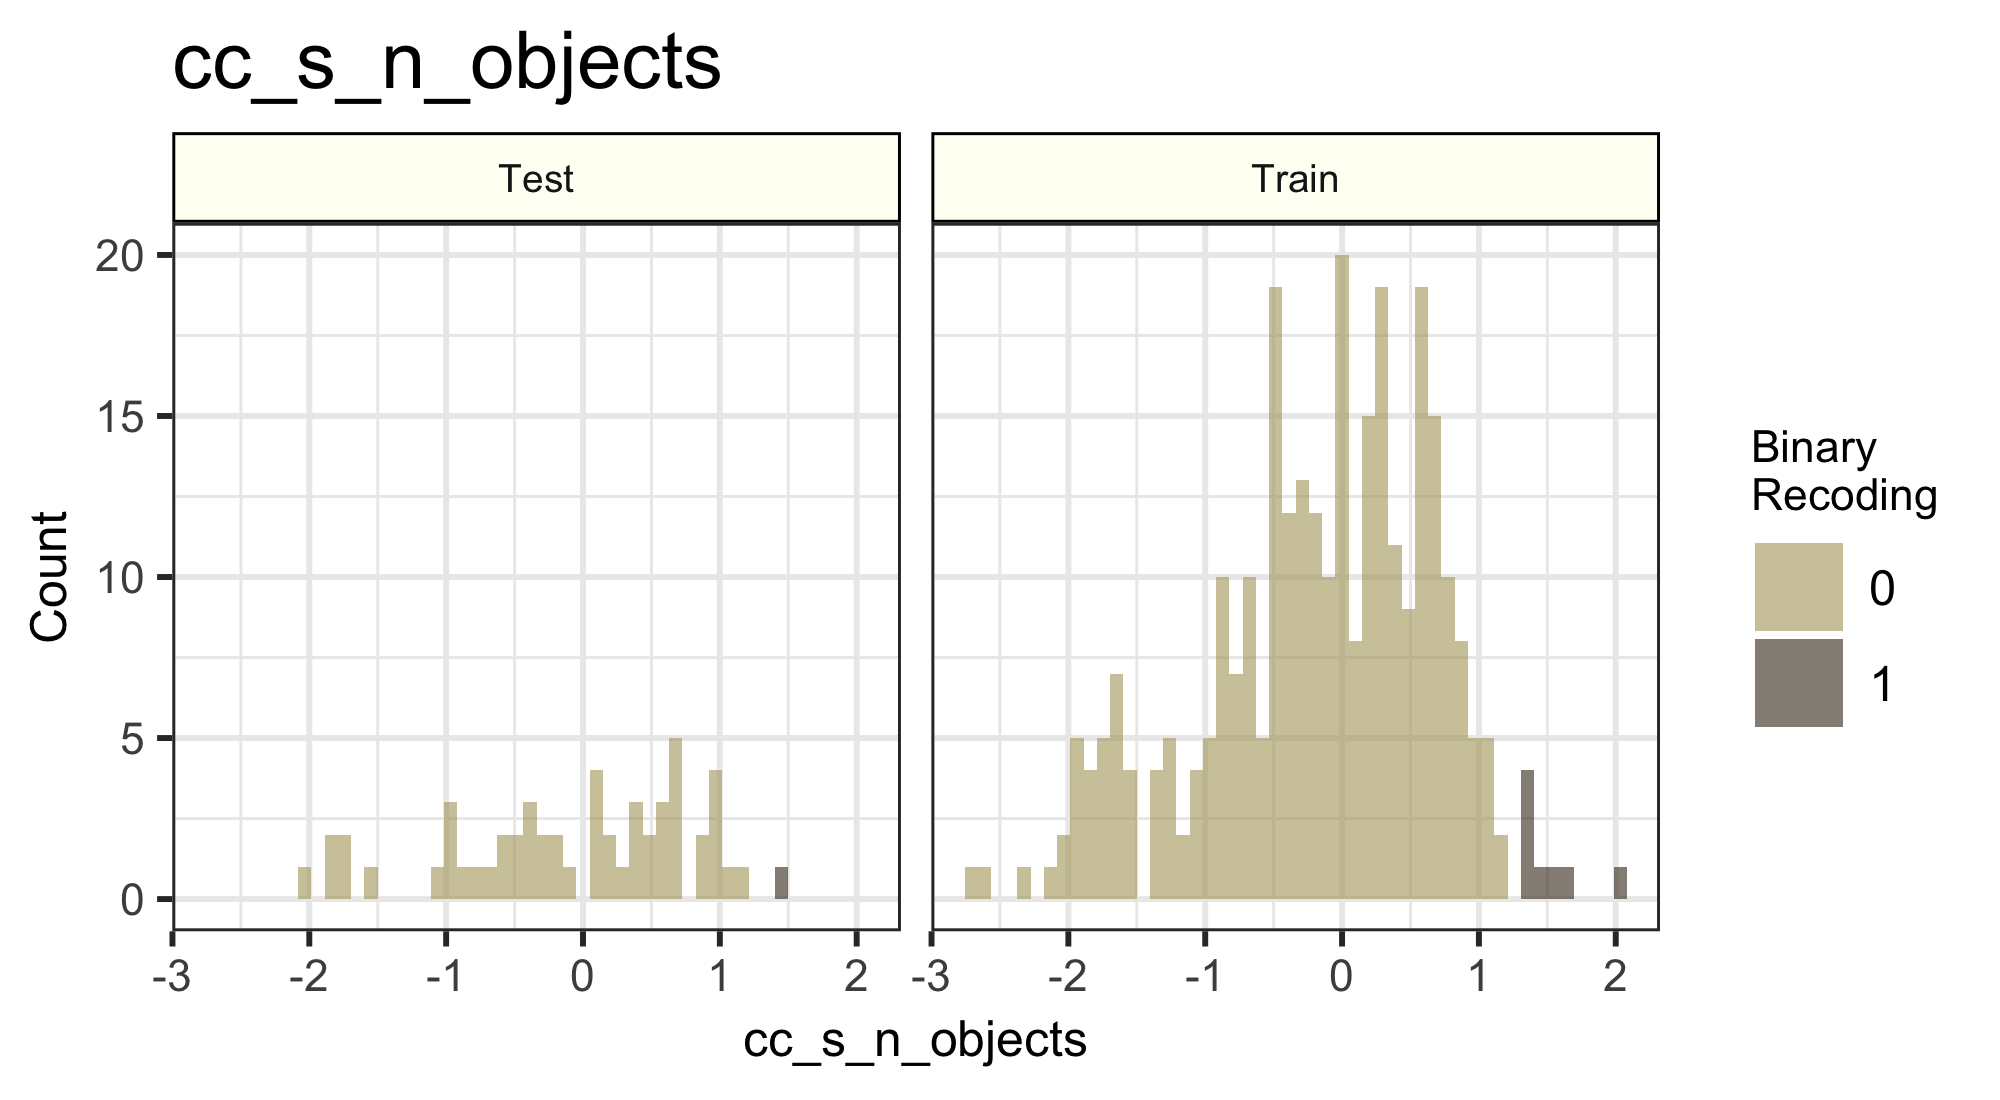 cc_s_n_objects
Test
Train
20
15
10
5
0
Count
-3 -2 -1 0 1 2
-3 -2 -1 0 1 2
cc_s_n_objects
Binary
Recoding
0
1